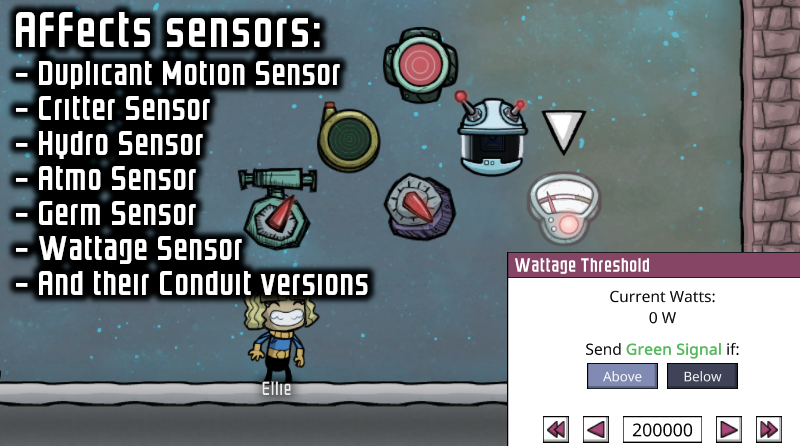 Affects sensors:
- Duplicant Motion Sensor
- Critter Sensor
- Hydro Sensor
- Atmo Sensor
- Germ Sensor
- Wattage Sensor
- And their Conduit versions
Ellie
Wattage Threshold
Current Watts:
0 W
Send Green Signal if:
Above Below
200000